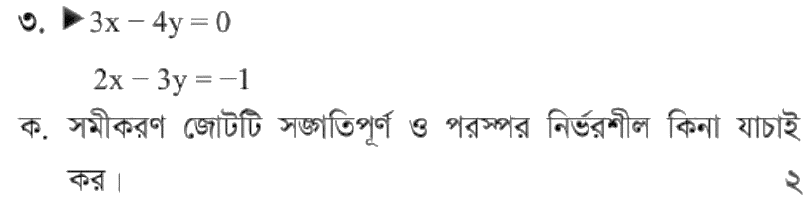 ৩. ▶ 3x − 4y = 0
2x − 3y = −1
ক. সমীকরণ জোটটি সঙ্গতিপূর্ণ ও পরস্পর নির্ভরশীল কিনা যাচাই
কর। ২